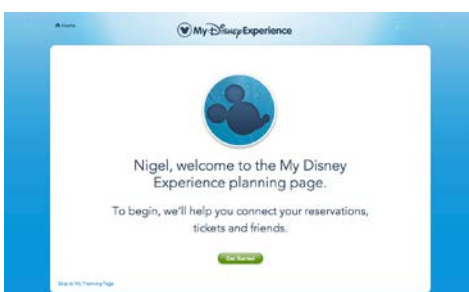 Home
My Disney Experience
Nigel, welcome to the My Disney
Experience planning page.
To begin, we'll help you connect your reservations,
tickets and friends.
Get Started
Skip to My Planning Page